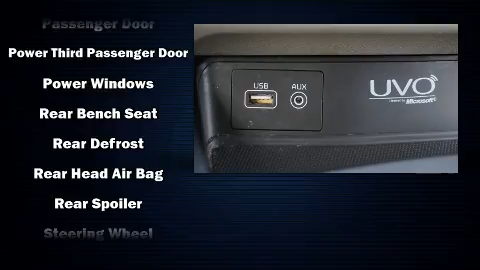 Passenger Door
Power Third Passenger Door
Power Windows
Rear Bench Seat
Rear Defrost
Rear Head Air Bag
Rear Spoiler
Steering Wheel
USB AUX
UVO
Microsoft